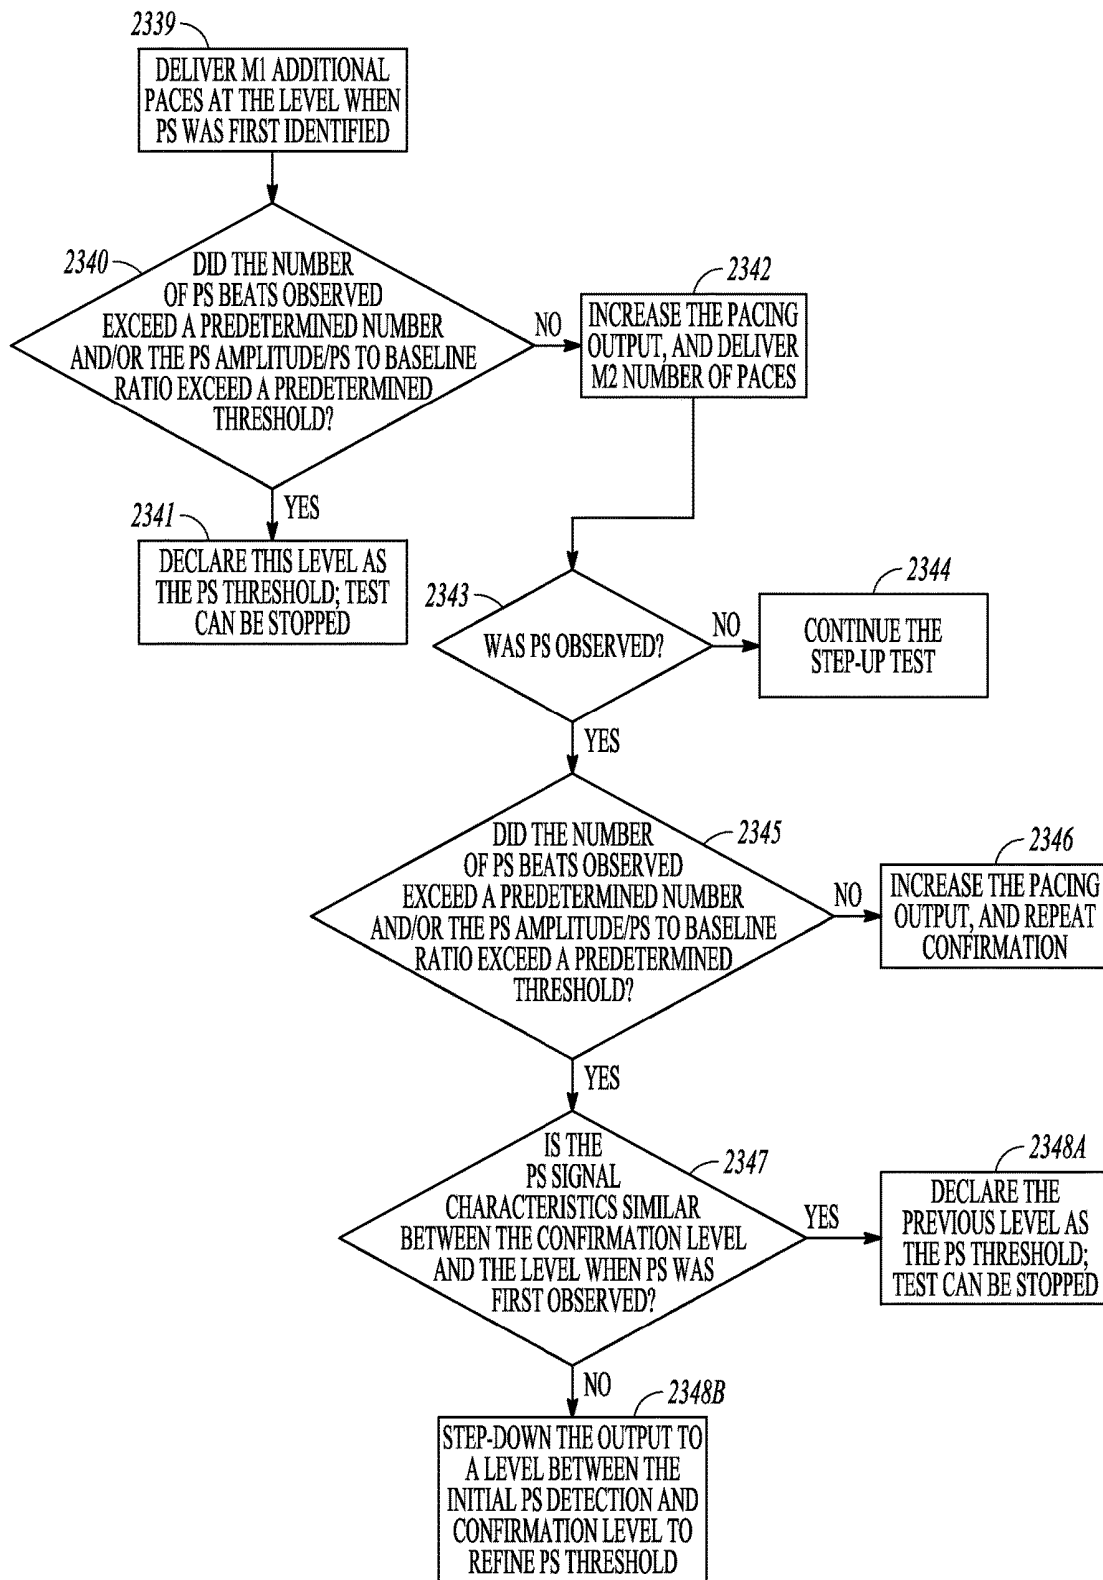 2339
DELIVER M1 ADDITIONAL
PACES AT THE LEVEL WHEN
PS WAS FIRST IDENTIFIED
2340
DID THE NUMBER
OF PS BEATS OBSERVED
EXCEED A PREDETERMINED NUMBER
AND/OR THE PS AMPLITUDE/PS TO BASELINE
RATIO EXCEED A PREDETERMINED
THRESHOLD?
NO
2342
INCREASE THE PACING
OUTPUT, AND DELIVER
M2 NUMBER OF PACES
YES
2341
DECLARE THIS LEVEL AS
THE PS THRESHOLD; TEST
CAN BE STOPPED
2343
WAS PS OBSERVED?
NO
2344
CONTINUE THE
STEP-UP TEST
YES
2345
DID THE NUMBER
OF PS BEATS OBSERVED
EXCEED A PREDETERMINED NUMBER
AND/OR THE PS AMPLITUDE/PS TO BASELINE
RATIO EXCEED A PREDETERMINED
THRESHOLD?
NO
2346
INCREASE THE PACING
OUTPUT, AND REPEAT
CONFIRMATION
YES
2347
IS THE
PS SIGNAL
CHARACTERISTICS SIMILAR
BETWEEN THE CONFIRMATION LEVEL
AND THE LEVEL WHEN PS WAS
FIRST OBSERVED?
YES
2348A
DECLARE THE
PREVIOUS LEVEL AS
THE PS THRESHOLD;
TEST CAN BE STOPPED
NO
2348B
STEP-DOWN THE OUTPUT TO
A LEVEL BETWEEN THE
INITIAL PS DETECTION AND
CONFIRMATION LEVEL TO
REFINE PS THRESHOLD